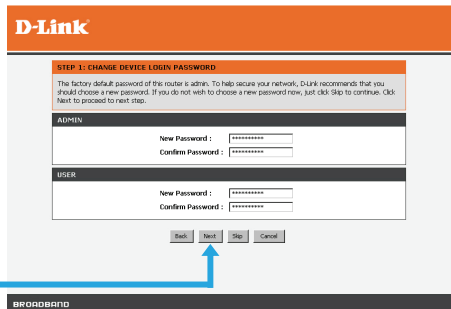 D-Link
STEP 1: CHANGE DEVICE LOGIN PASSWORD
The factory default password of this router is admin. To help secure your network, D-Link recommends that you
should choose a new password. If you do not wish to choose a new password now, just click Skip to continue. Click
Next to proceed to next step.
ADMIN
New Password : **********
Confirm Password : **********
USER
New Password : **********
Confirm Password : **********
Back Next Skip Cancel
BROADBAND